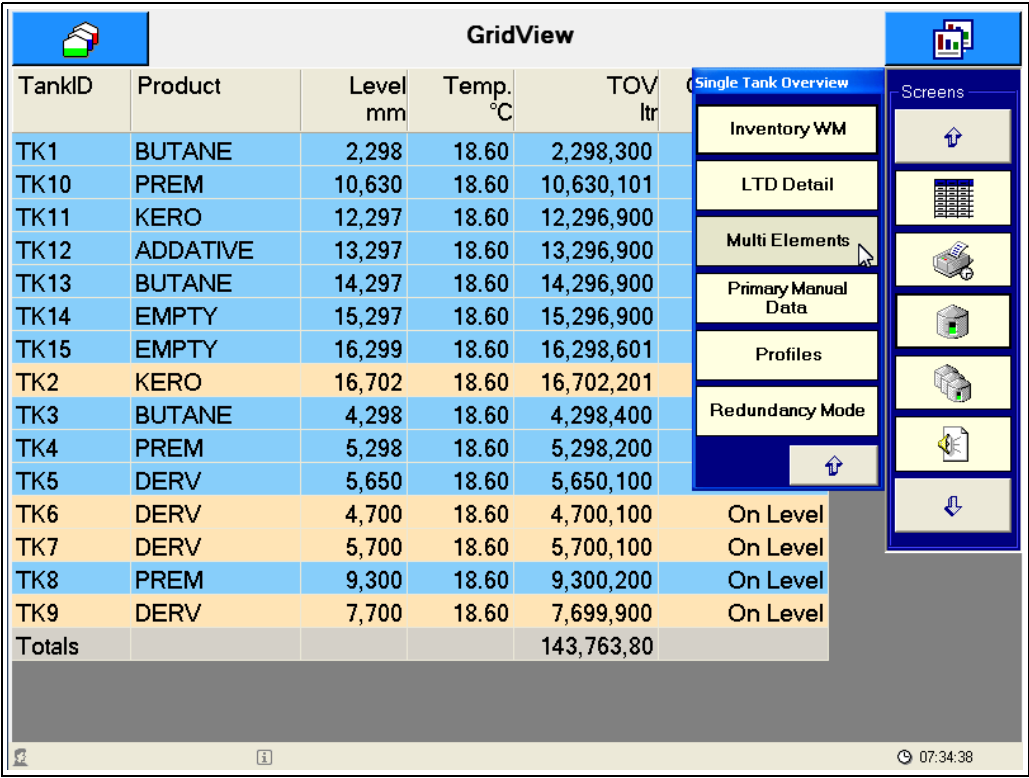 GridView
TankID Product Level Temp. TOV
mm °C ltr
TK1 BUTANE 2,298 18.60 2,298,300
TK10 PREM 10,630 18.60 10,630,101
TK11 KERO 12,297 18.60 12,296,900
TK12 ADDATIVE 13,297 18.60 13,296,900
TK13 BUTANE 14,297 18.60 14,296,900
TK14 EMPTY 15,297 18.60 15,296,900
TK15 EMPTY 16,299 18.60 16,298,601
TK2 KERO 16,702 18.60 16,702,201
TK3 BUTANE 4,298 18.60 4,298,400
TK4 PREM 5,298 18.60 5,298,200
TK5 DERV 5,650 18.60 5,650,100
TK6 DERV 4,700 18.60 4,700,100 On Level
TK7 DERV 5,700 18.60 5,700,100 On Level
TK8 PREM 9,300 18.60 9,300,200 On Level
TK9 DERV 7,700 18.60 7,699,900 On Level
Totals 143,763,80
Single Tank Overview
Inventory WM
LTD Detail
Multi Elements
Primary Manual
Data
Profiles
Redundancy Mode
Screens
07:34:38